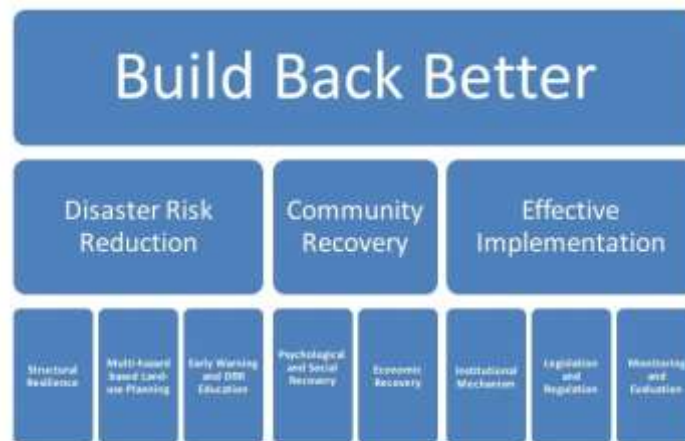 Build Back Better
Disaster Risk
Reduction
Community
Recovery
Effective
Implementation
Structural
Resilience
Multi-hazard
based Land-
use Planning
Early Warning
and DRR
Education
Psychological
and Social
Recovery
Economic
Recovery
Institutional
Mechanism
Legislation
and
Regulation
Monitoring
and
Evaluation